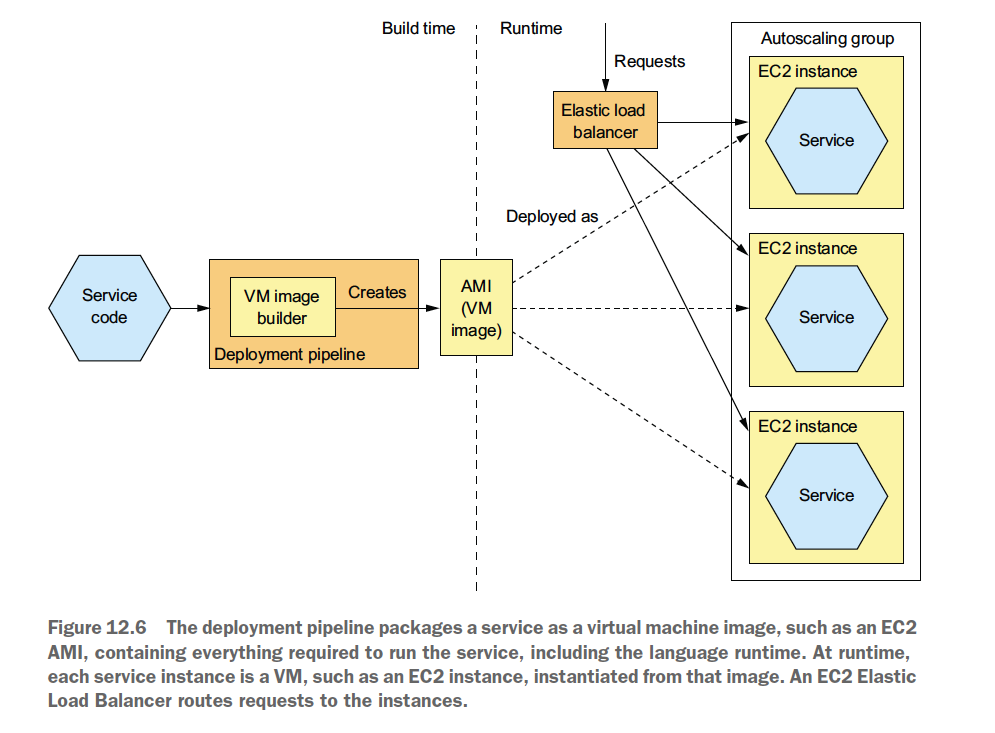 Build time
Runtime
Requests
Autoscaling group
EC2 instance
Service
Elastic load
balancer
Deployed as
EC2 instance
Service
Service
code
VM image
builder
Creates
Deployment pipeline
AMI
(VM
image)
EC2 instance
Service
Figure 12.6 The deployment pipeline packages a service as a virtual machine image, such as an EC2
AMI, containing everything required to run the service, including the language runtime. At runtime,
each service instance is a VM, such as an EC2 instance, instantiated from that image. An EC2 Elastic
Load Balancer routes requests to the instances.